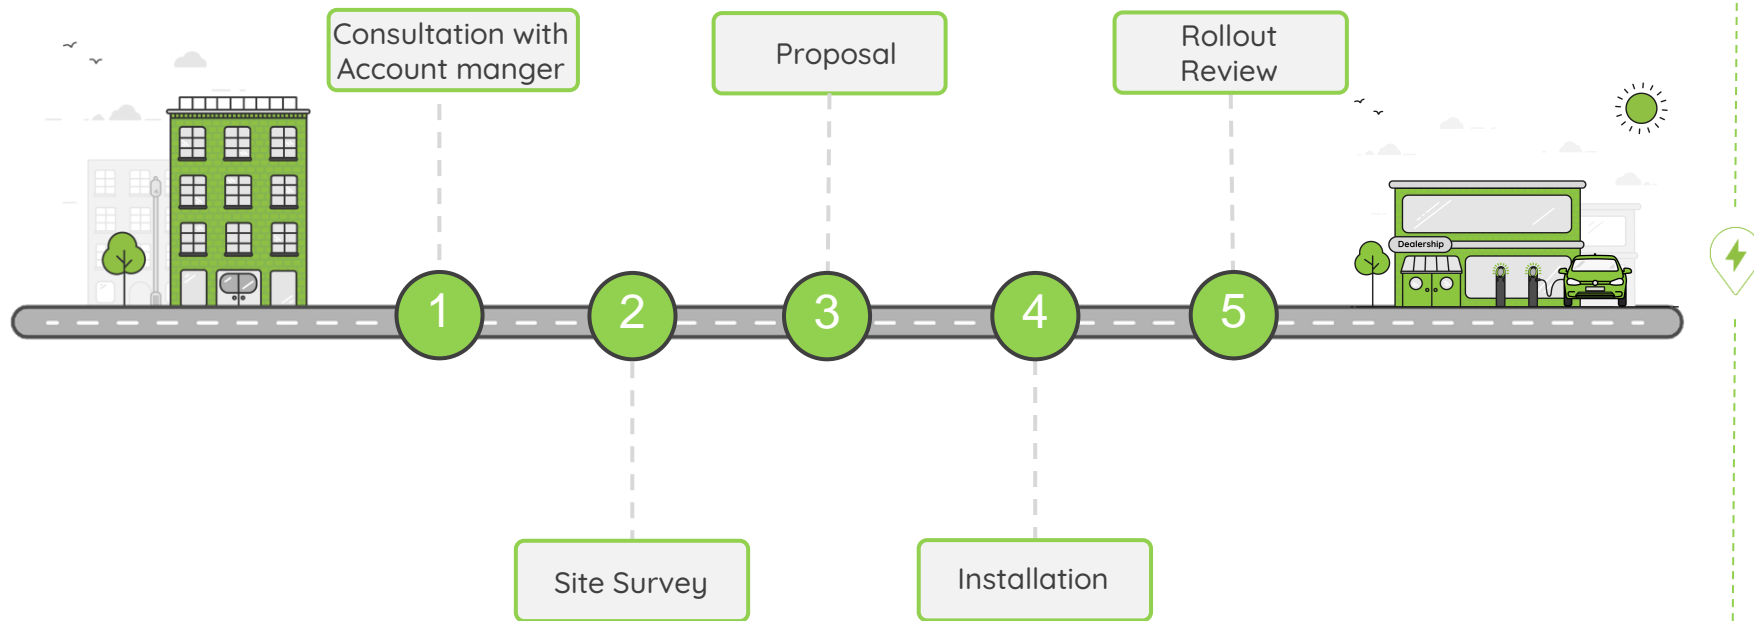 Consultation with
Account manger
Proposal
Rollout
Review
Dealership
1
2
3
4
5
Site Survey
Installation